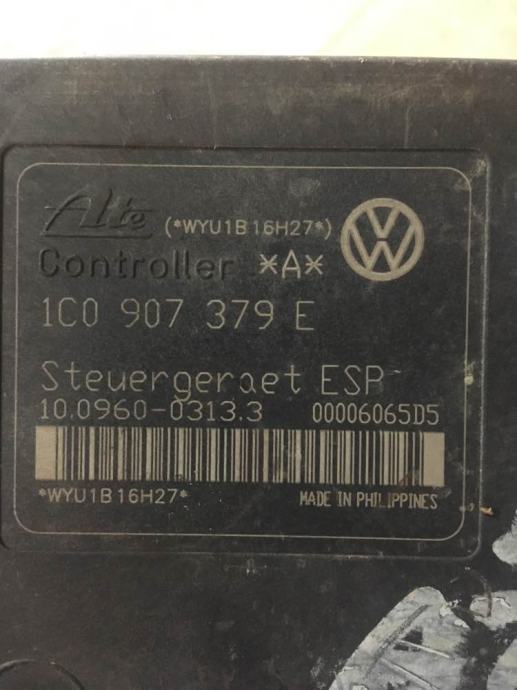 Ate (*WYU1B16H27*)
Controller *A*
1C0 907 379 E
Steuergeraet ESP
10.0960-0313.3 00006065D5
*WYU1B16H27* MADE IN PHILIPPINES